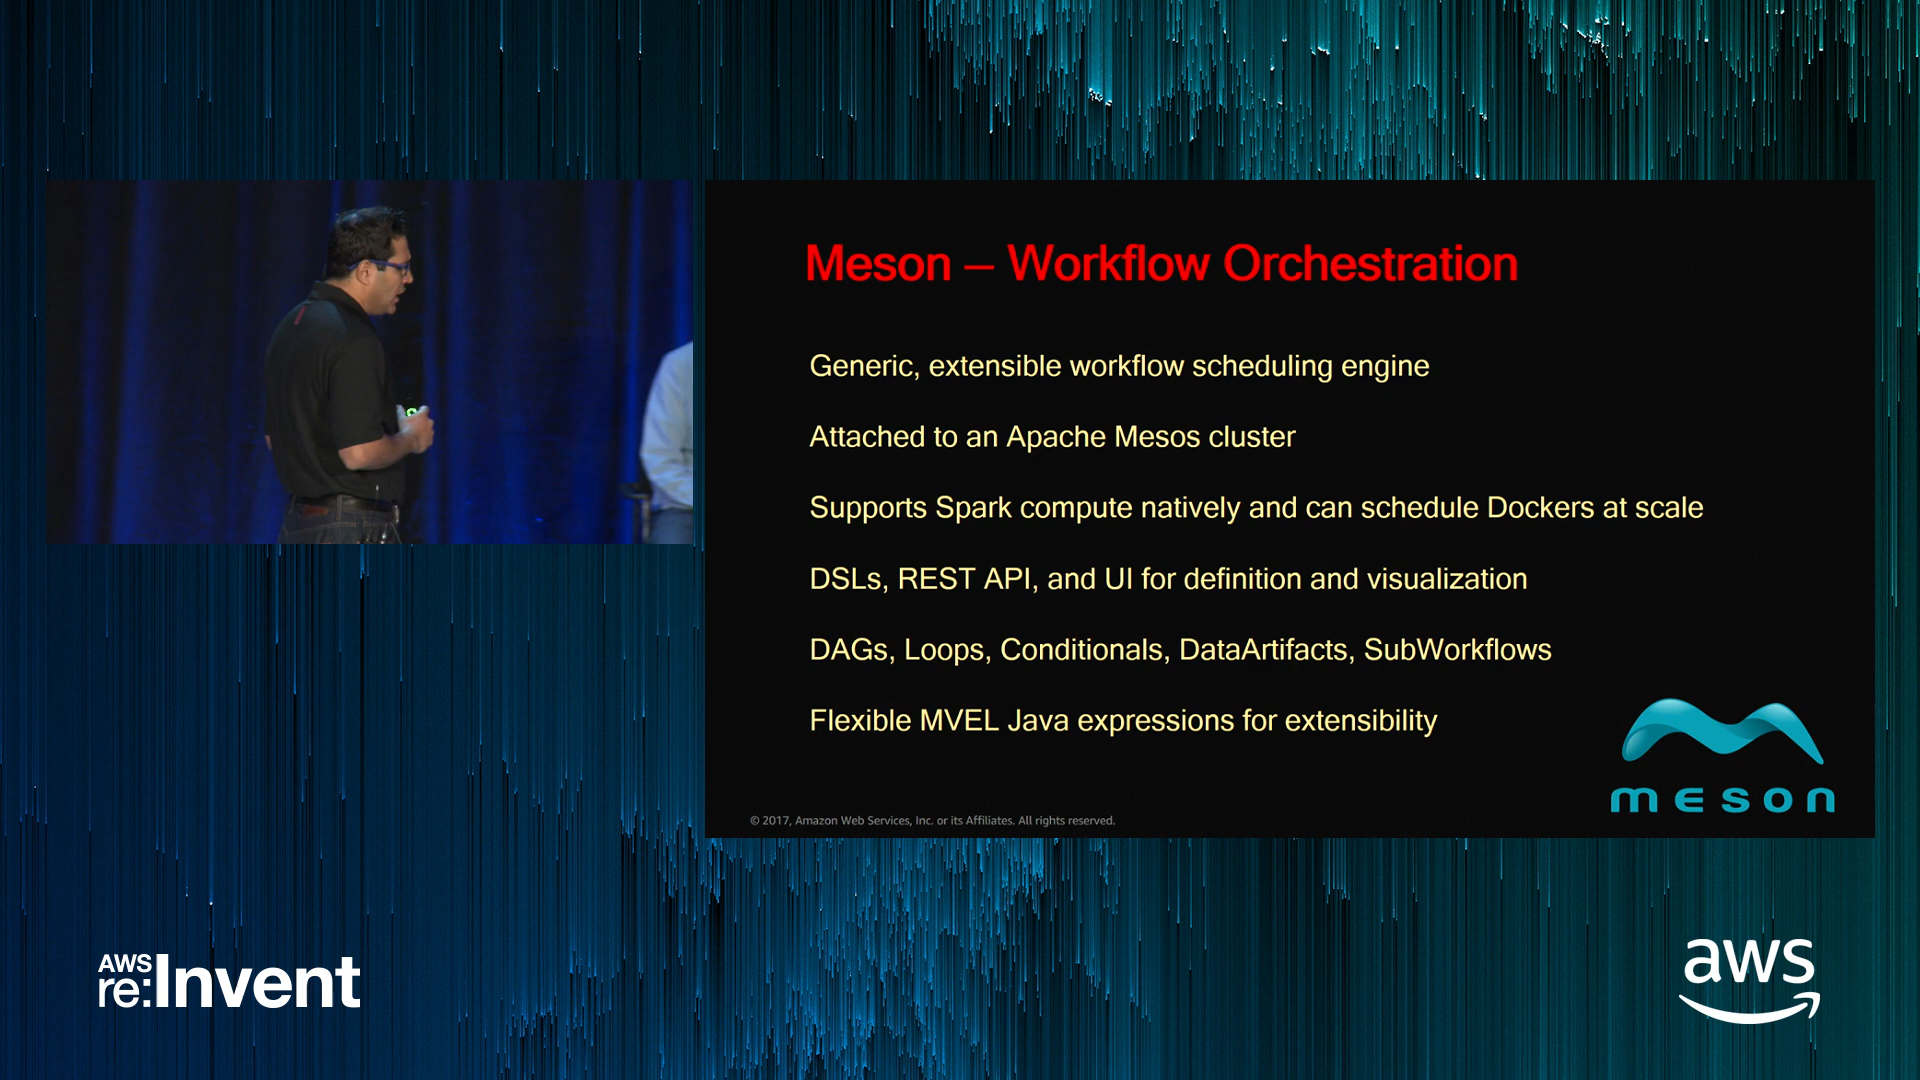 Meson – Workflow Orchestration
Generic, extensible workflow scheduling engine
Attached to an Apache Mesos cluster
Supports Spark compute natively and can schedule Dockers at scale
DSLs, REST API, and UI for definition and visualization
DAGs, Loops, Conditionals, DataArtifacts, SubWorkflows
Flexible MVEL Java expressions for extensibility
meson
© 2017, Amazon Web Services, Inc. or its Affiliates. All rights reserved.
AWS
re:Invent
aws